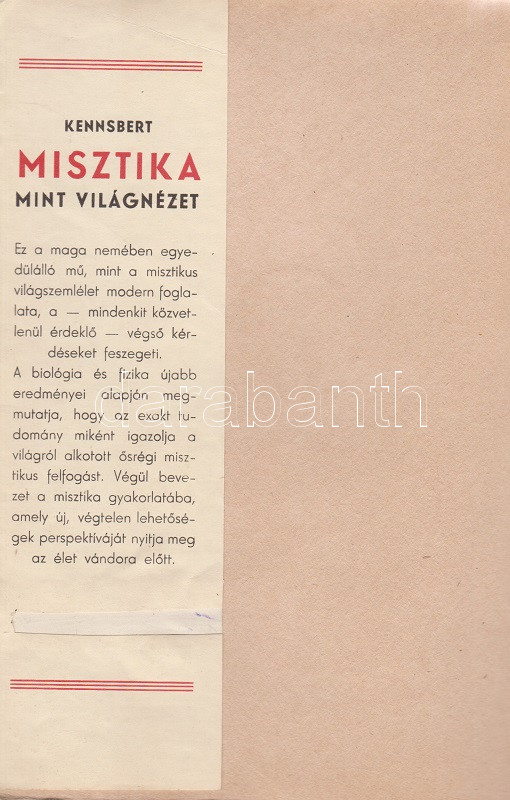 KENNSBERT
MISZTIKA
MINT VILÁGNÉZET
Ez a maga nemében egye-
dülálló mű, mint a misztikus
világszemlélet modern fogla-
lata, a — mindenkit közvet-
lenül érdeklő — végső kér-
déseket feszegeti.
A biológia és fizika újabb
eredményei alapján meg-
mutatja, hogy az exakt tu-
domány miként igazolja a
világról alkotott ősrégi misz-
tikus felfogást. Végül beve-
zet a misztika gyakorlatába,
amely új, végtelen lehetősé-
gek perspektíváját nyitja meg
az élet vándora előtt.
darabanth